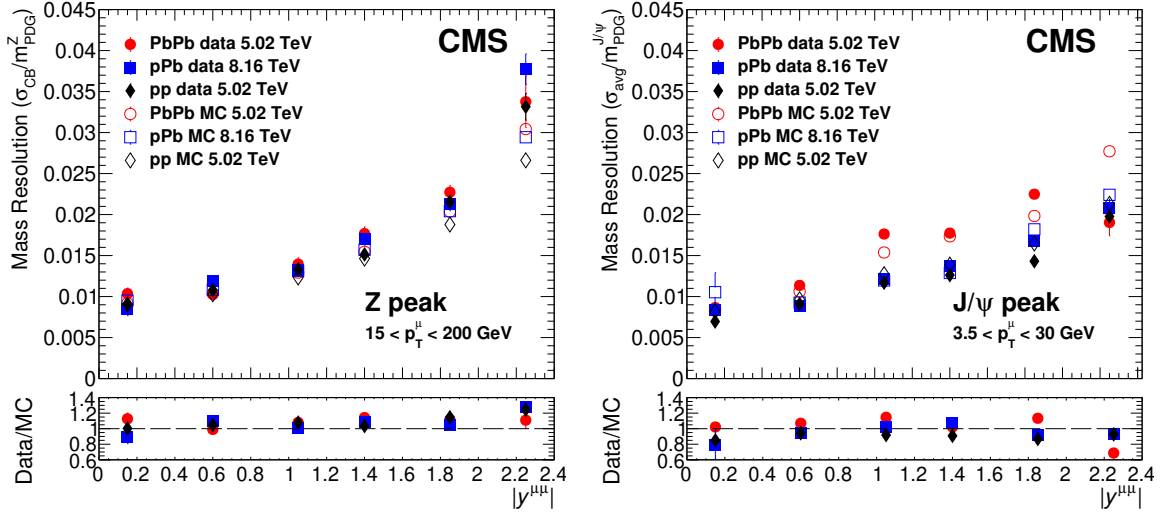 Mass Resolution (σ_CB/m^Z_PDG)
0.045
0.04
0.035
0.03
0.025
0.02
0.015
0.01
0.005
0
CMS
PbPb data 5.02 TeV
pPb data 8.16 TeV
pp data 5.02 TeV
PbPb MC 5.02 TeV
pPb MC 8.16 TeV
pp MC 5.02 TeV
Z peak
15 < p_T^μ < 200 GeV
Data/MC
1.4
1.2
1
0.8
0.6
0 0.2 0.4 0.6 0.8 1 1.2 1.4 1.6 1.8 2 2.2 2.4
|y^μμ|
Mass Resolution (σ_avg/m^J/ψ_PDG)
0.045
0.04
0.035
0.03
0.025
0.02
0.015
0.01
0.005
0
CMS
PbPb data 5.02 TeV
pPb data 8.16 TeV
pp data 5.02 TeV
PbPb MC 5.02 TeV
pPb MC 8.16 TeV
pp MC 5.02 TeV
J/ψ peak
3.5 < p_T^μ < 30 GeV
Data/MC
1.4
1.2
1
0.8
0.6
0 0.2 0.4 0.6 0.8 1 1.2 1.4 1.6 1.8 2 2.2 2.4
|y^μμ|